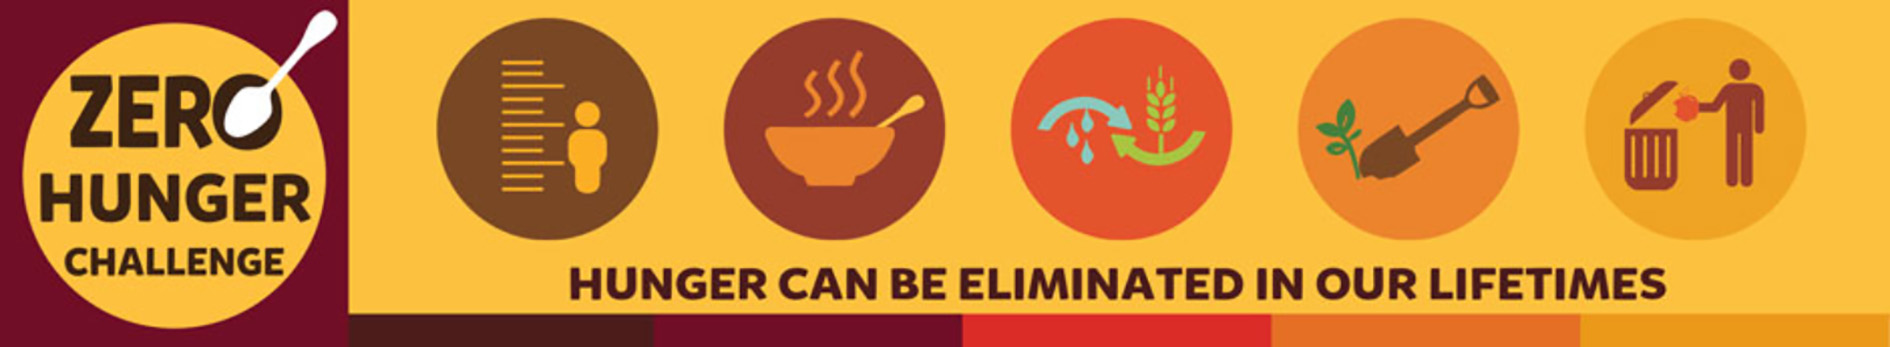 ZERO
HUNGER
CHALLENGE
HUNGER CAN BE ELIMINATED IN OUR LIFETIMES